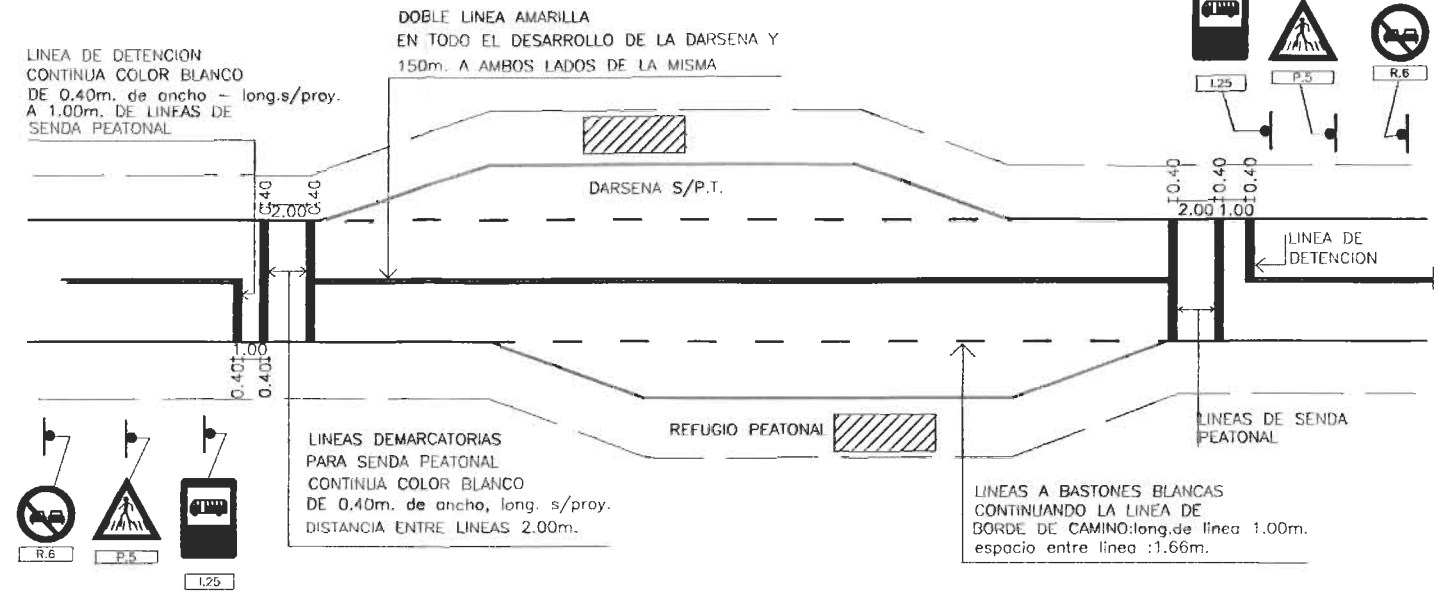 DOBLE LINEA AMARILLA
EN TODO EL DESARROLLO DE LA DARSENA Y
150m. A AMBOS LADOS DE LA MISMA
LINEA DE DETENCION
CONTINUA COLOR BLANCO
DE 0.40m. de ancho – long.s/proy.
A 1.00m. DE LINEAS DE
SENDA PEATONAL
I.25
P.5
R.6
DARSENA S/P.T.
0.40
2.00
0.40
0.40
2.00
0.40
1.00
0.40
LINEA DE
DETENCION
1.00
0.40
0.40
REFUGIO PEATONAL
LINEAS DE SENDA
PEATONAL
LINEAS DEMARCATORIAS
PARA SENDA PEATONAL
CONTINUA COLOR BLANCO
DE 0.40m. de ancho, long. s/proy.
DISTANCIA ENTRE LINEAS 2.00m.
LINEAS A BASTONES BLANCAS
CONTINUANDO LA LINEA DE
BORDE DE CAMINO:long.de linea 1.00m.
espacio entre linea :1.66m.
R.6
P.5
I.25